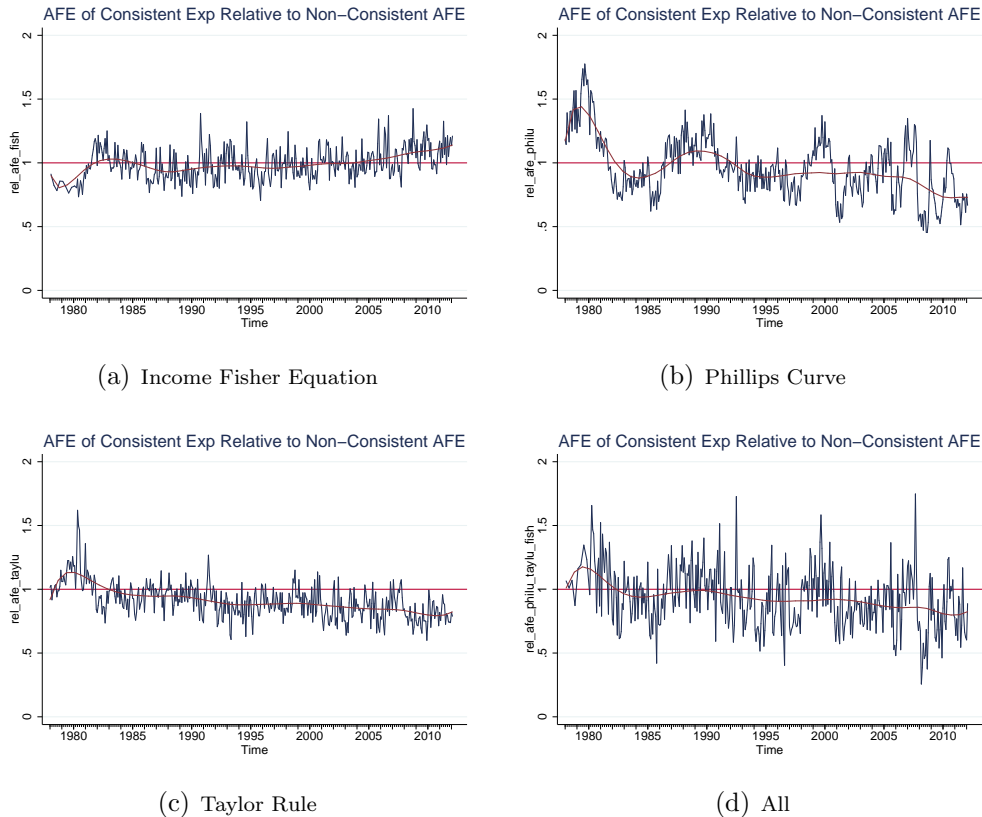 AFE of Consistent Exp Relative to Non−Consistent AFE
rel_afe_fish
2
1.5
1
.5
0
1980 1985 1990 1995 2000 2005 2010
Time
(a) Income Fisher Equation
AFE of Consistent Exp Relative to Non−Consistent AFE
rel_afe_philu
2
1.5
1
.5
0
1980 1985 1990 1995 2000 2005 2010
Time
(b) Phillips Curve
AFE of Consistent Exp Relative to Non−Consistent AFE
rel_afe_taylu
2
1.5
1
.5
0
1980 1985 1990 1995 2000 2005 2010
Time
(c) Taylor Rule
AFE of Consistent Exp Relative to Non−Consistent AFE
rel_afe_philu_taylu_fish
2
1.5
1
.5
0
1980 1985 1990 1995 2000 2005 2010
Time
(d) All